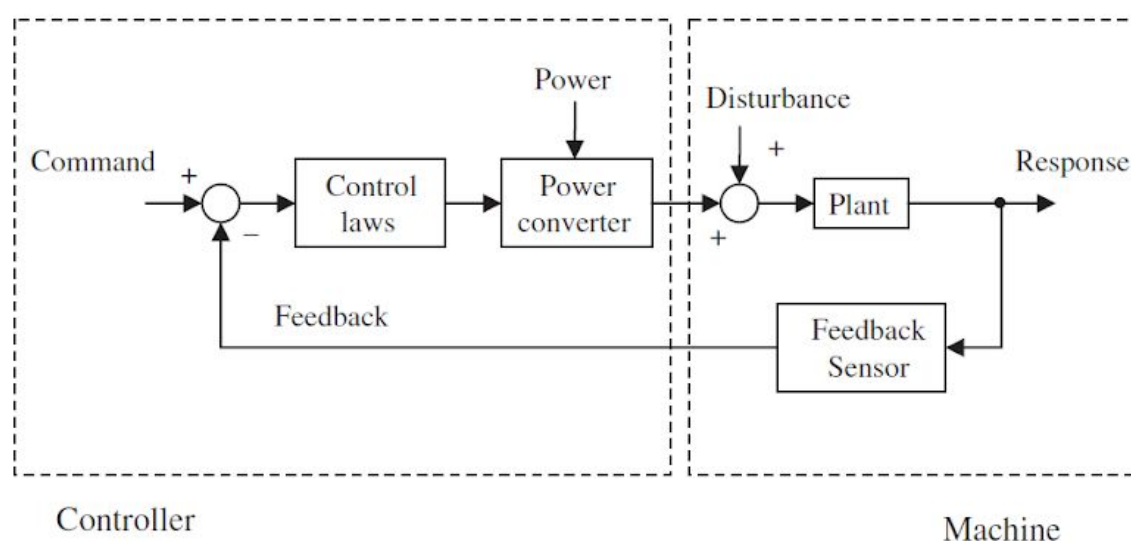 Power
Disturbance
+
Command
+
Response
Control
laws
Power
converter
Plant
−
+
Feedback
Feedback
Sensor
Controller
Machine